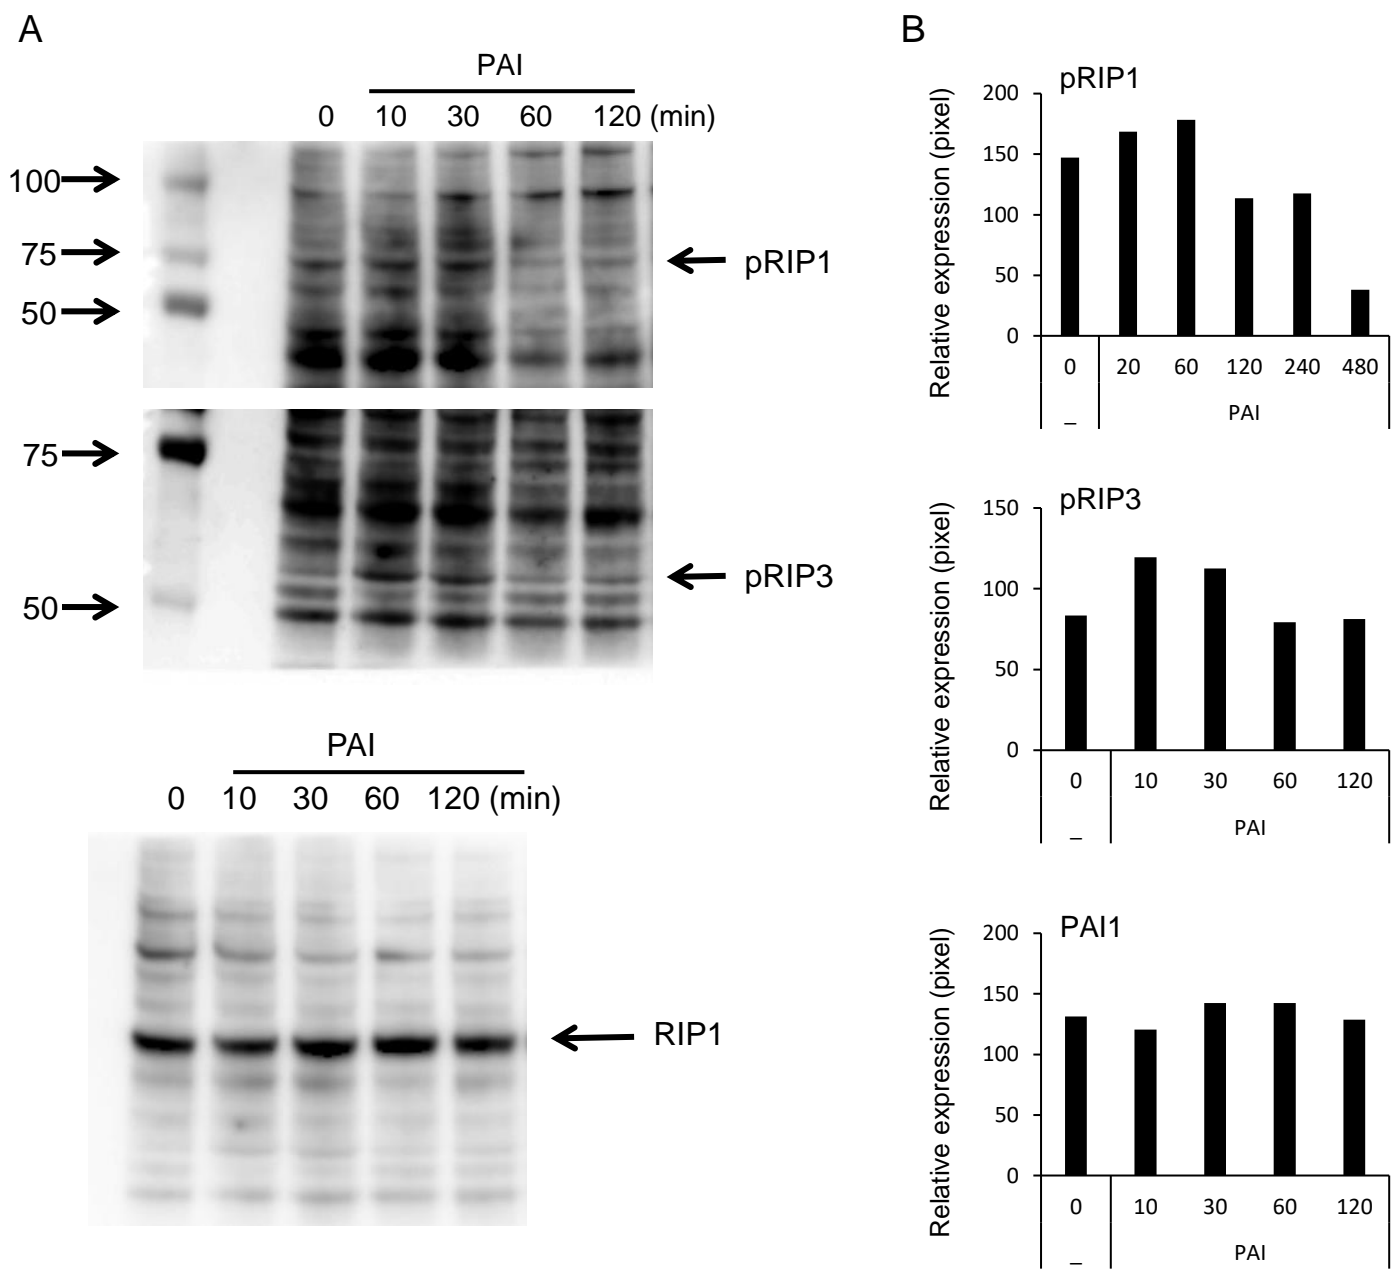 A
PAI
0 10 30 60 120 (min)
100
75
pRIP1
50
75
pRIP3
50
PAI
0 10 30 60 120 (min)
RIP1
B
pRIP1
Relative expression (pixel)
200
150
100
50
0
0 20 60 120 240 480
– PAI
pRIP3
Relative expression (pixel)
150
100
50
0
0 10 30 60 120
– PAI
PAI1
Relative expression (pixel)
200
150
100
50
0
0 10 30 60 120
– PAI